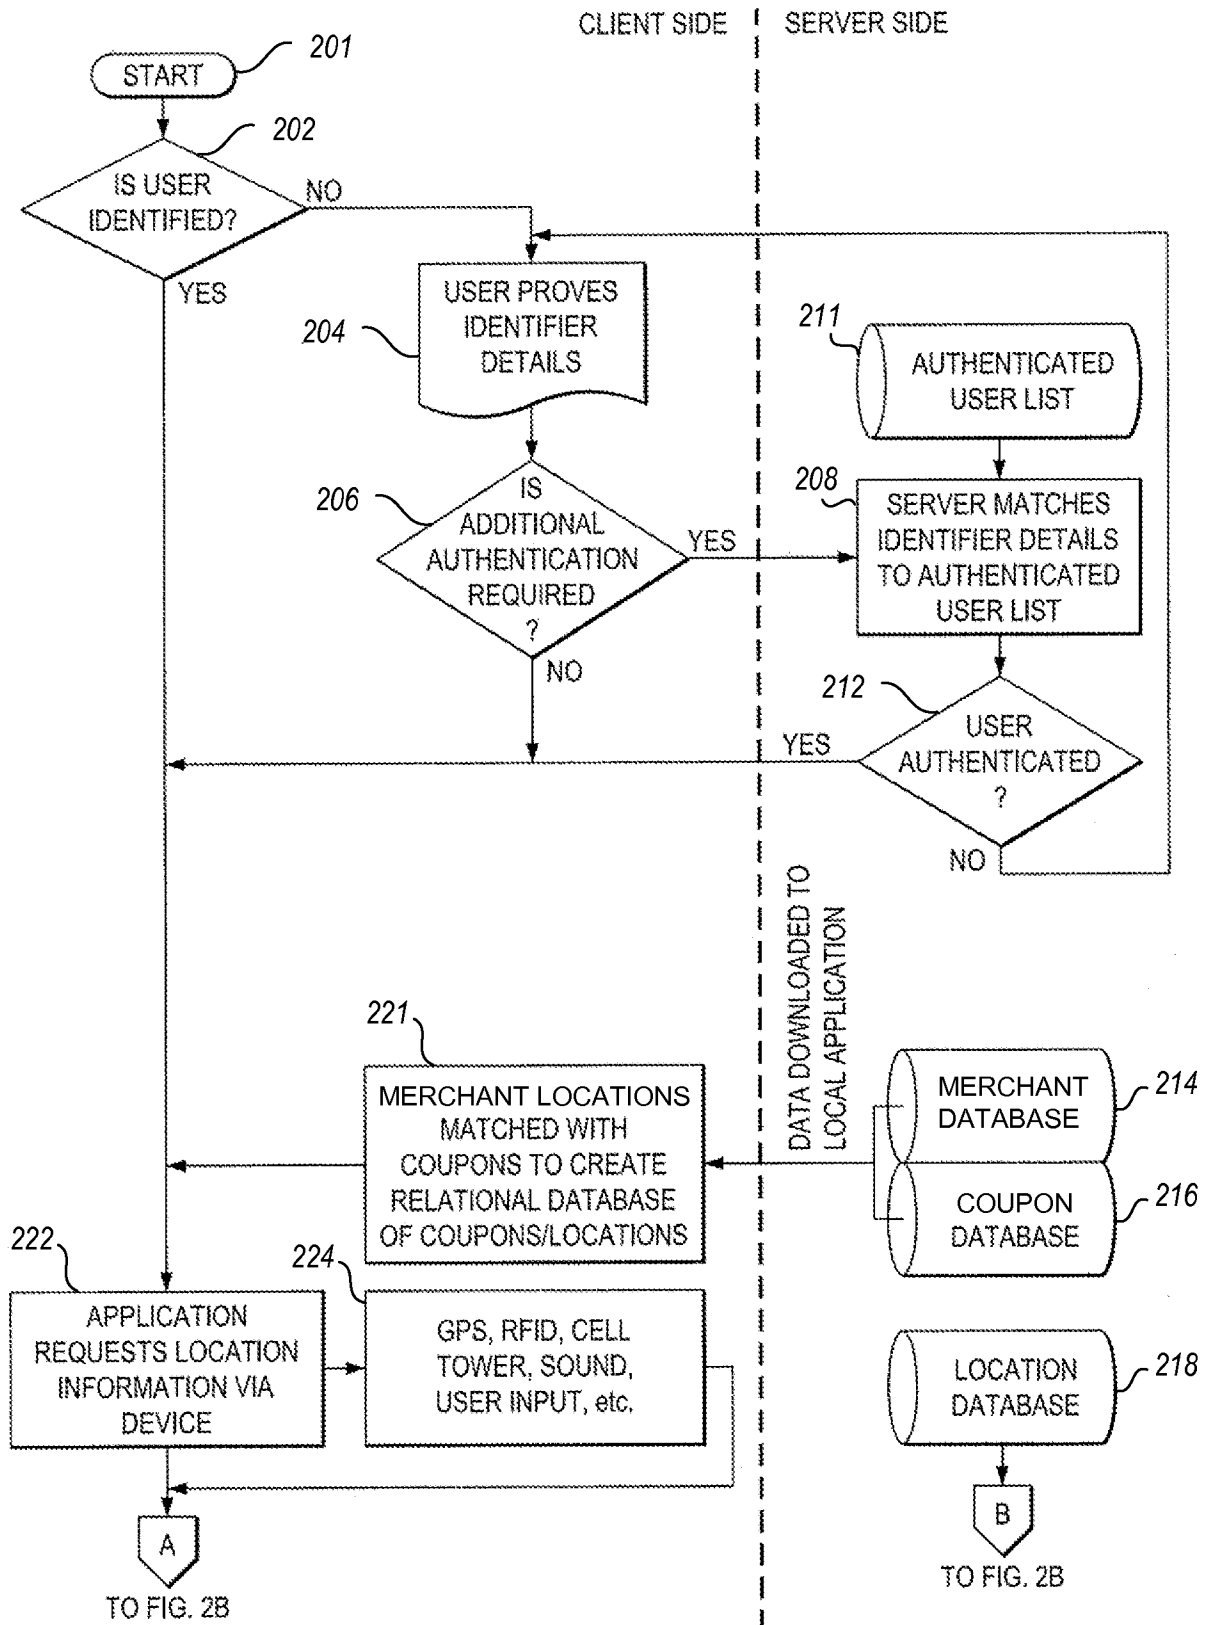 CLIENT SIDE
SERVER SIDE
START
201
202
IS USER
IDENTIFIED?
NO
YES
204
USER PROVES
IDENTIFIER
DETAILS
211
AUTHENTICATED
USER LIST
206
IS
ADDITIONAL
AUTHENTICATION
REQUIRED
?
YES
NO
208
SERVER MATCHES
IDENTIFIER DETAILS
TO AUTHENTICATED
USER LIST
212
USER
AUTHENTICATED
?
YES
NO
DATA DOWNLOADED TO
LOCAL APPLICATION
221
MERCHANT LOCATIONS
MATCHED WITH
COUPONS TO CREATE
RELATIONAL DATABASE
OF COUPONS/LOCATIONS
MERCHANT
DATABASE
214
COUPON
DATABASE
216
222
APPLICATION
REQUESTS LOCATION
INFORMATION VIA
DEVICE
224
GPS, RFID, CELL
TOWER, SOUND,
USER INPUT, etc.
LOCATION
DATABASE
218
A
TO FIG. 2B
B
TO FIG. 2B